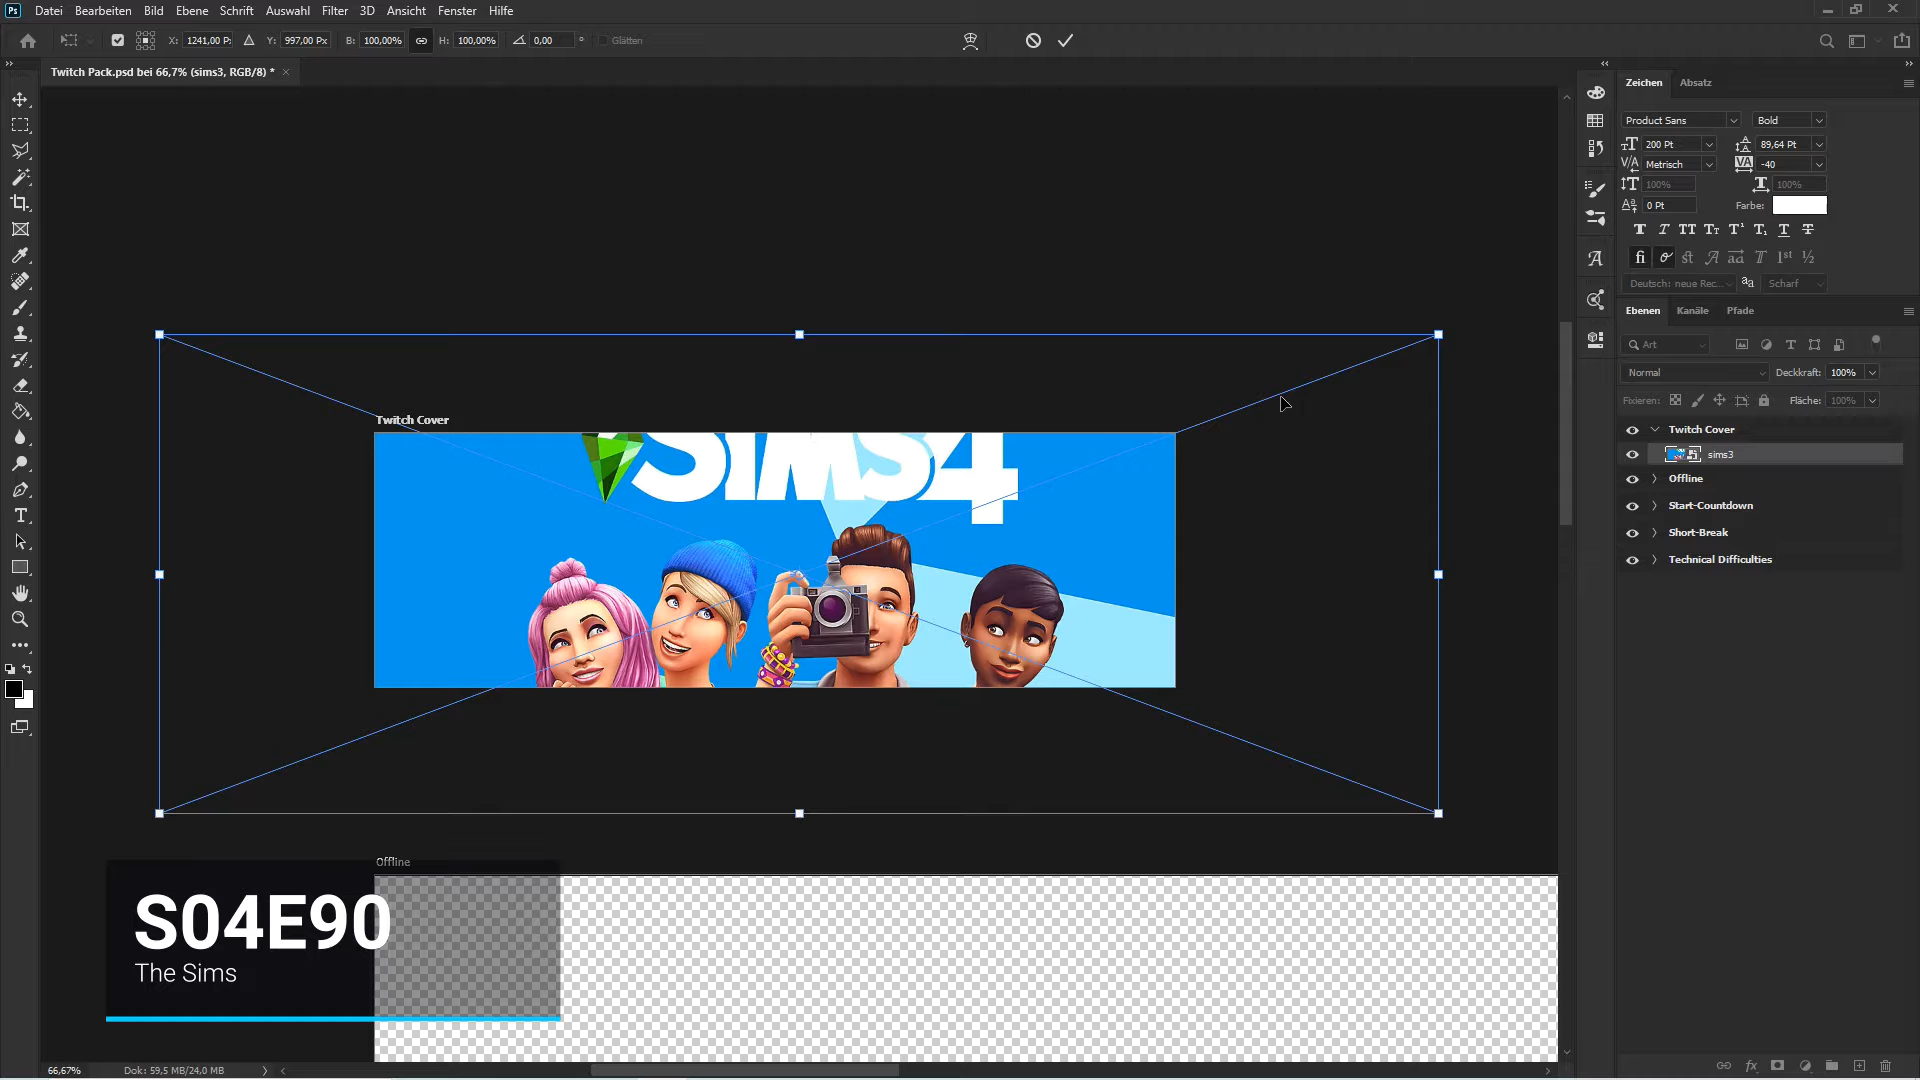 Ps Datei Bearbeiten Bild Ebene Schrift Auswahl Filter 3D Ansicht Fenster Hilfe
X: 1241,00 P: Y: 997,00 Px B: 100,00% H: 100,00% 0,00 ° Glätten
Twitch Pack.psd bei 66,7% (sims3, RGB/8) *
Zeichen Absatz
Product Sans Bold
200 Pt 89,64 Pt
Metrisch -40
100% 100%
0 Pt Farbe:
Deutsch: neue Rec... Scharf
Ebenen Kanäle Pfade
Art
Normal Deckkraft: 100%
Fixieren: Fläche: 100%
Twitch Cover
sims3
Offline
Start-Countdown
Short-Break
Technical Difficulties
Twitch Cover
SIMS4
Offline
S04E90
The Sims
66,67% Dok: 59,5 MB/24,0 MB